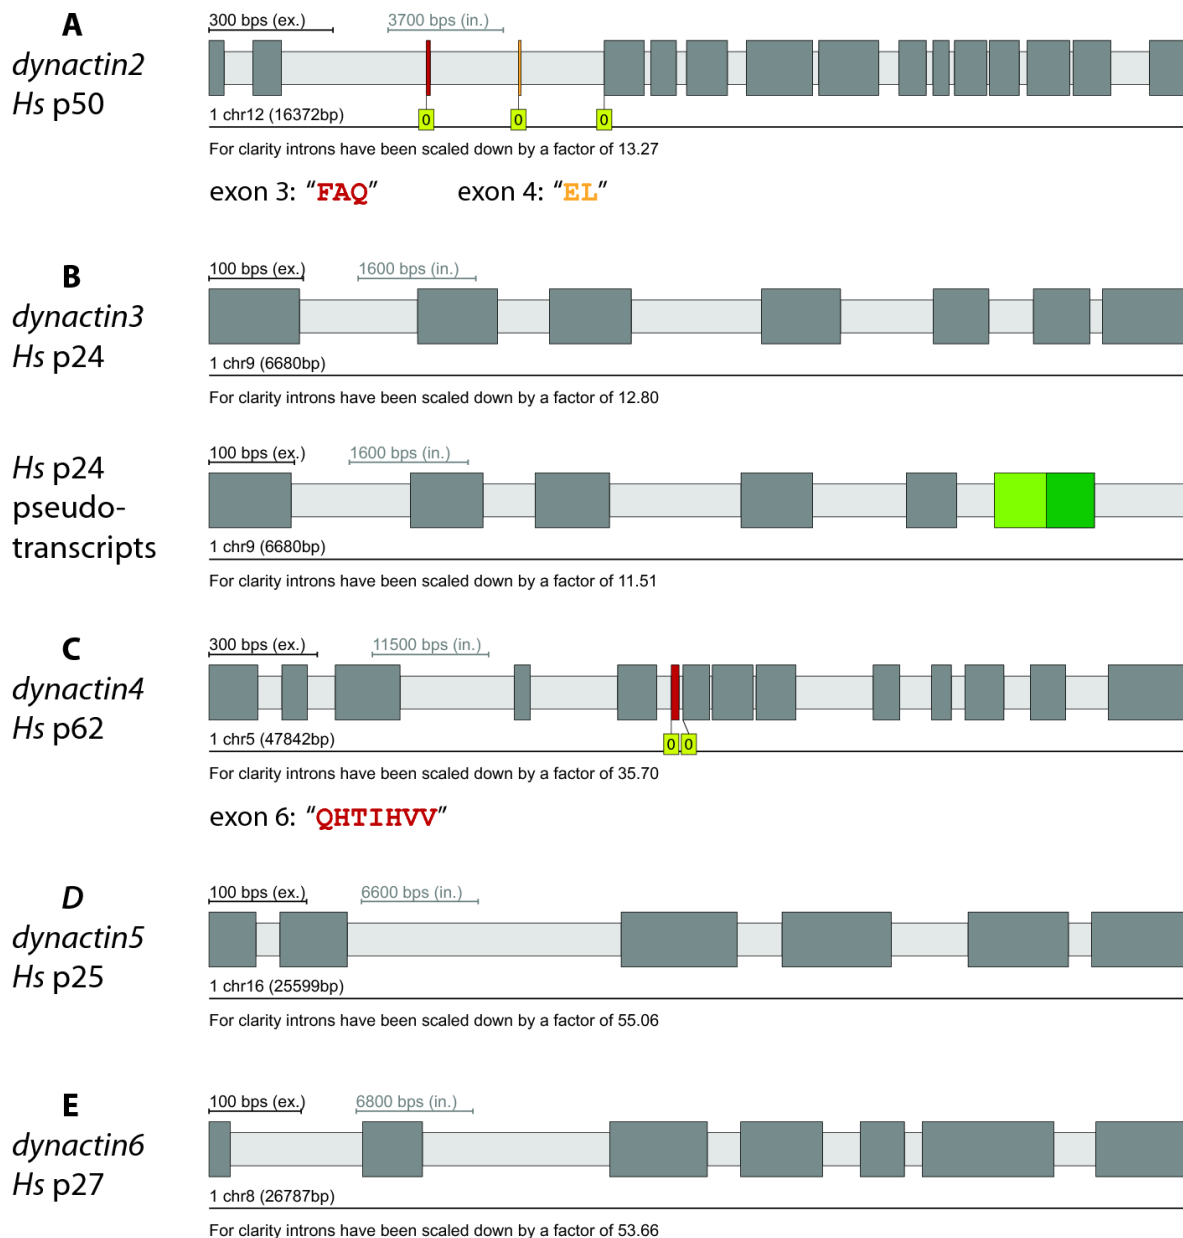 A
dynactin2
Hs p50
300 bps (ex.) 3700 bps (in.)
0 0 0
1 chr12 (16372bp)
For clarity introns have been scaled down by a factor of 13.27
exon 3: “FAQ” exon 4: “EL”
B
dynactin3
Hs p24
100 bps (ex.) 1600 bps (in.)
1 chr9 (6680bp)
For clarity introns have been scaled down by a factor of 12.80
Hs p24
pseudo-
transcripts
100 bps (ex.) 1600 bps (in.)
1 chr9 (6680bp)
For clarity introns have been scaled down by a factor of 11.51
C
dynactin4
Hs p62
300 bps (ex.) 11500 bps (in.)
0 0
1 chr5 (47842bp)
For clarity introns have been scaled down by a factor of 35.70
exon 6: “QHTIHVV”
D
dynactin5
Hs p25
100 bps (ex.) 6600 bps (in.)
1 chr16 (25599bp)
For clarity introns have been scaled down by a factor of 55.06
E
dynactin6
Hs p27
100 bps (ex.) 6800 bps (in.)
1 chr8 (26787bp)
For clarity introns have been scaled down by a factor of 53.66